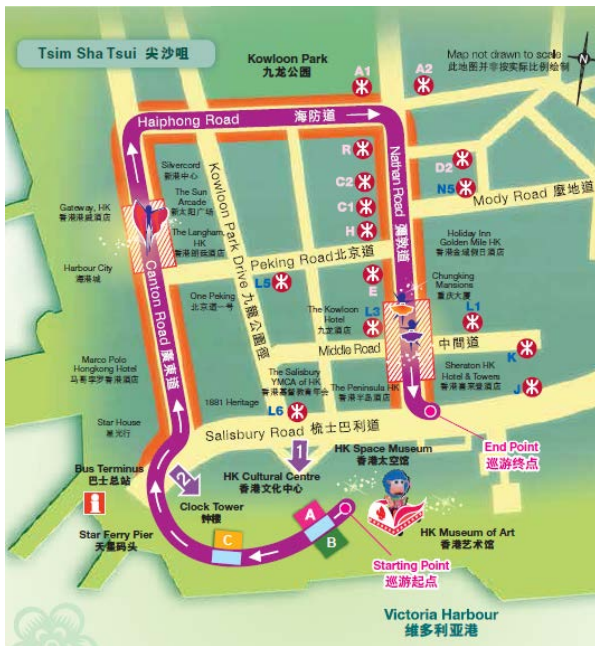 Tsim Sha Tsui 尖沙咀
Kowloon Park
九龙公園
Map not drawn to scale
此地图并非按实际比例绘制
N
A1
A2
Haiphong Road 海防道
R
C2
C1
H
D2
N5
Nathan Road 彌敦道
Mody Road 麼地道
Silvercord
新港中心
The Sun
Arcade
新太阳广场
Gateway, HK
香港港威酒店
The Langham,
HK
香港朗廷酒店
Harbour City
海港城
Canton Road 廣東道
Kowloon Park Drive 九龍公園徑
Peking Road 北京道
Holiday Inn
Golden Mile HK
香港金域假日酒店
Chungking
Mansions
重庆大厦
L5
One Peking
北京道一号
E
L3
The Kowloon
Hotel
九龙酒店
L1
Middle Road 中間道
K
J
Marco Polo
Hongkong Hotel
马哥孛罗香港酒店
The Salisbury
YMCA of HK
香港基督教青年会
The Peninsula HK
香港半岛酒店
Sheraton HK
Hotel & Towers
香港喜来登酒店
1881 Heritage
L6
Star House
星光行
Salisbury Road 梳士巴利道
End Point
巡游终点
Bus Terminus
巴士总站
2
1
HK Space Museum
香港太空馆
HK Cultural Centre
香港文化中心
Clock Tower
钟楼
i
Star Ferry Pier
天星码头
A
B
C
HK Museum of Art
香港艺术馆
Starting Point
巡游起点
Victoria Harbour
维多利亚港